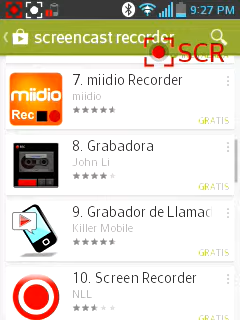 9:27 PM
screencast recorder
SCR
miidio
Rec
7. miidio Recorder
miidio
GRATIS
8. Grabadora
John Li
GRATIS
9. Grabador de Llamad
Killer Mobile
GRATIS
10. Screen Recorder
NLL
GRATIS